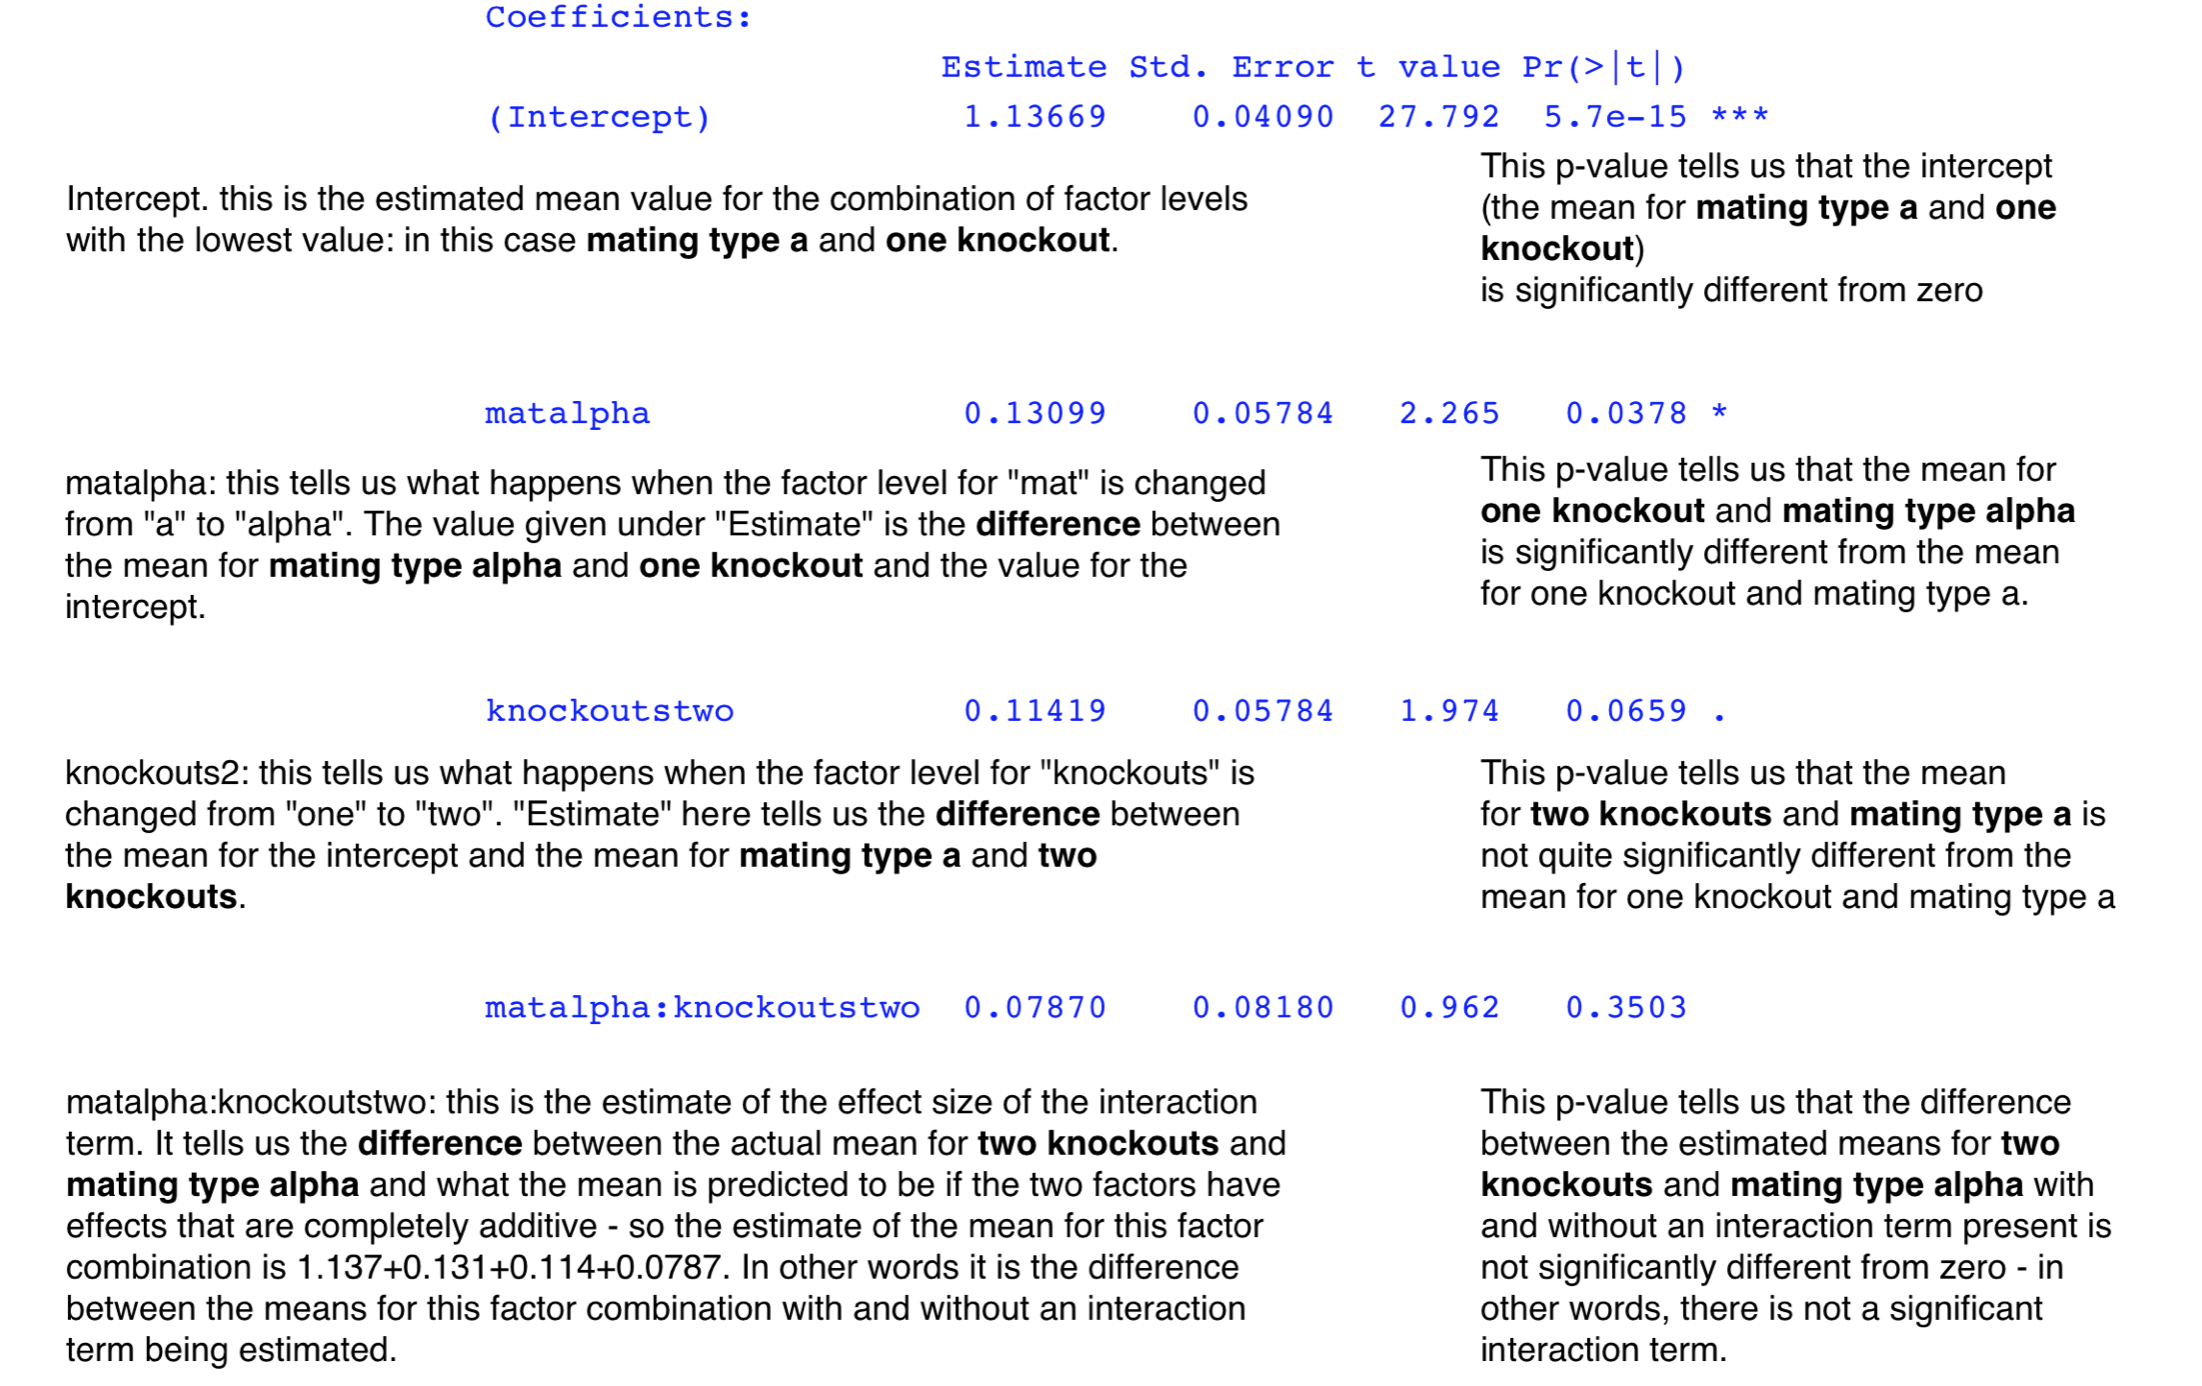 Coefficients:
Estimate Std. Error t value Pr(>|t|)
(Intercept) 1.13669 0.04090 27.792 5.7e-15 ***
Intercept. this is the estimated mean value for the combination of factor levels
with the lowest value: in this case mating type a and one knockout.
This p-value tells us that the intercept
(the mean for mating type a and one
knockout)
is significantly different from zero
matalpha 0.13099 0.05784 2.265 0.0378 *
matalpha: this tells us what happens when the factor level for "mat" is changed
from "a" to "alpha". The value given under "Estimate" is the difference between
the mean for mating type alpha and one knockout and the value for the
intercept.
This p-value tells us that the mean for
one knockout and mating type alpha
is significantly different from the mean
for one knockout and mating type a.
knockoutstwo 0.11419 0.05784 1.974 0.0659 .
knockouts2: this tells us what happens when the factor level for "knockouts" is
changed from "one" to "two". "Estimate" here tells us the difference between
the mean for the intercept and the mean for mating type a and two
knockouts.
This p-value tells us that the mean
for two knockouts and mating type a is
not quite significantly different from the
mean for one knockout and mating type a
matalpha:knockoutstwo 0.07870 0.08180 0.962 0.3503
matalpha:knockoutstwo: this is the estimate of the effect size of the interaction
term. It tells us the difference between the actual mean for two knockouts and
mating type alpha and what the mean is predicted to be if the two factors have
effects that are completely additive - so the estimate of the mean for this factor
combination is 1.137+0.131+0.114+0.0787. In other words it is the difference
between the means for this factor combination with and without an interaction
term being estimated.
This p-value tells us that the difference
between the estimated means for two
knockouts and mating type alpha with
and without an interaction term present is
not significantly different from zero - in
other words, there is not a significant
interaction term.